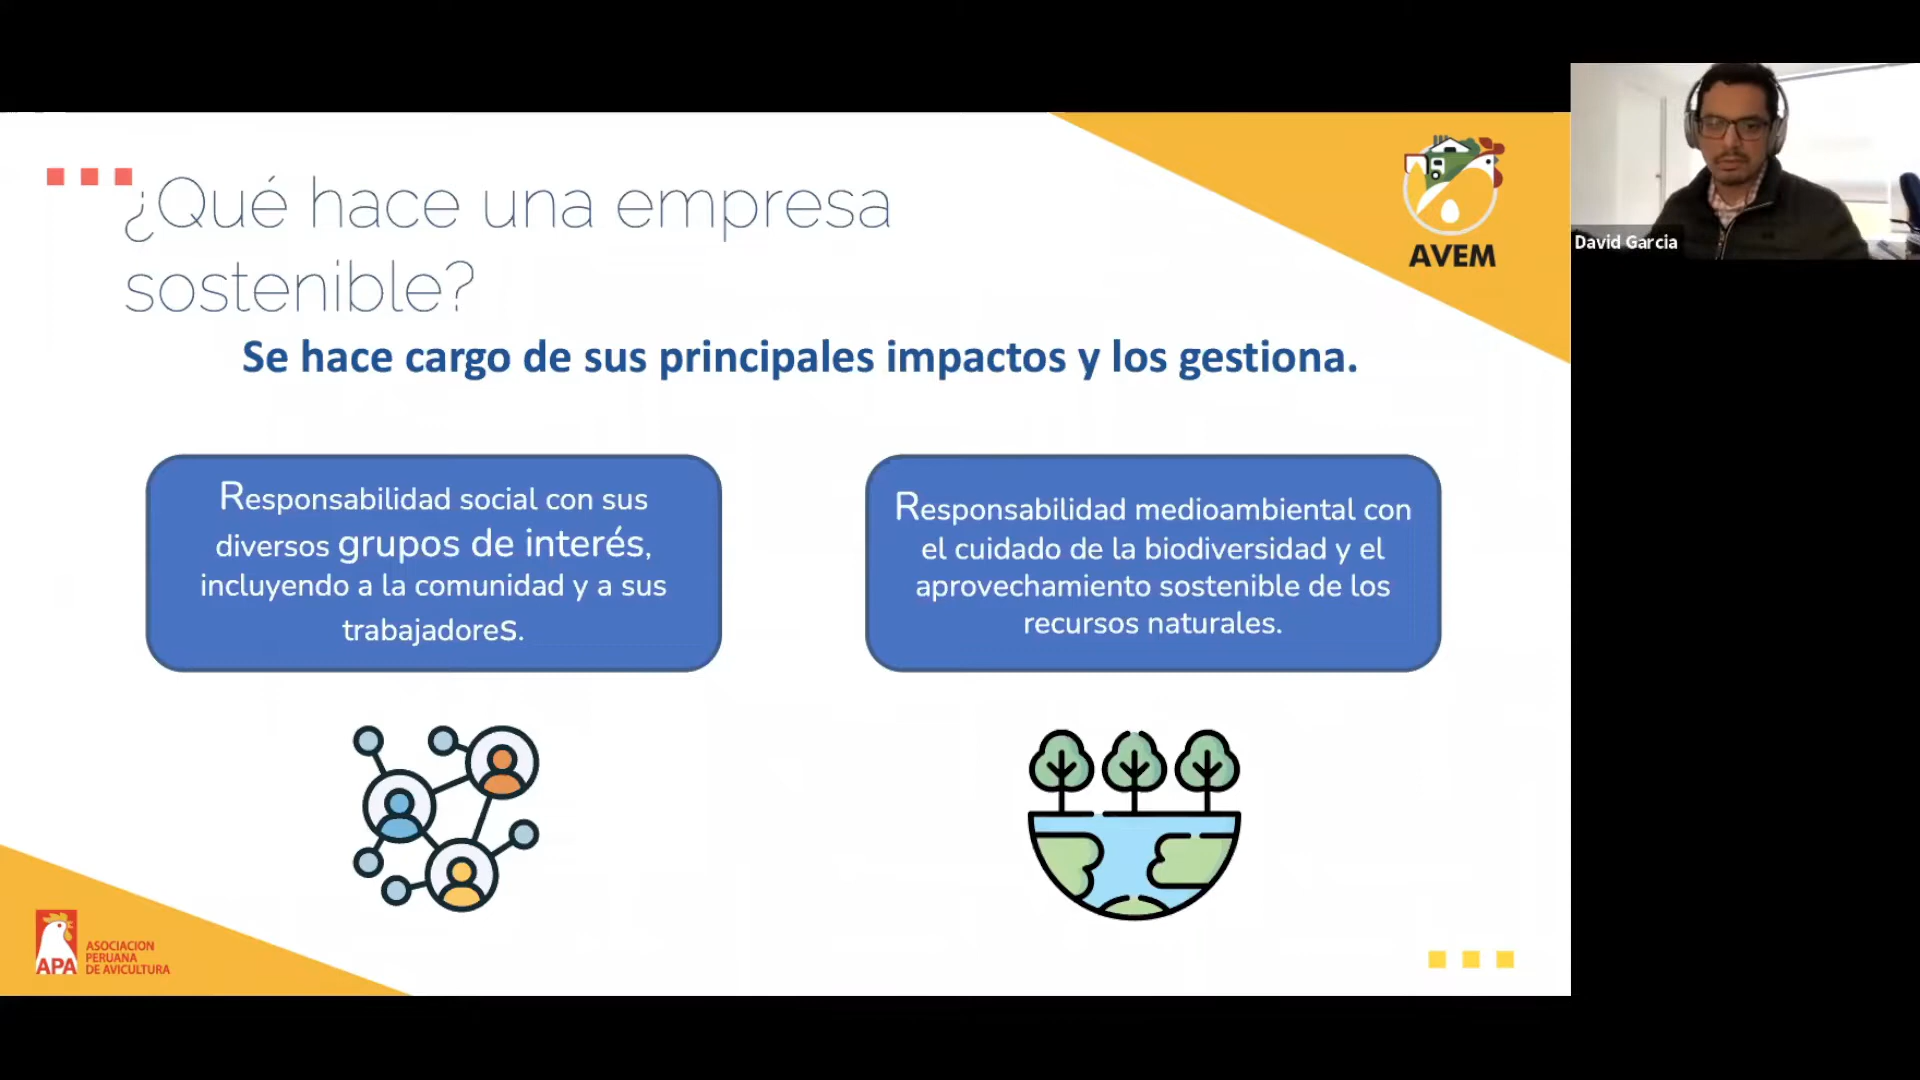 ¿Qué hace una empresa
sostenible?
AVEM
David Garcia
Se hace cargo de sus principales impactos y los gestiona.
Responsabilidad social con sus
diversos grupos de interés,
incluyendo a la comunidad y a sus
trabajadores.
Responsabilidad medioambiental con
el cuidado de la biodiversidad y el
aprovechamiento sostenible de los
recursos naturales.
APA
ASOCIACION
PERUANA
DE AVICULTURA